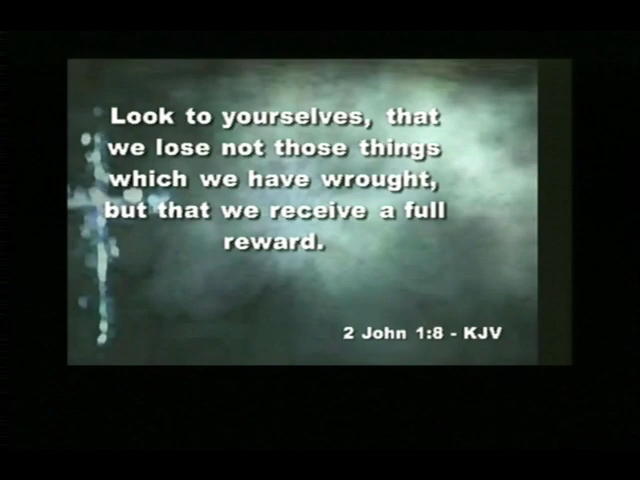 Look to yourselves, that
we lose not those things
which we have wrought,
but that we receive a full
reward.
2 John 1:8 - KJV